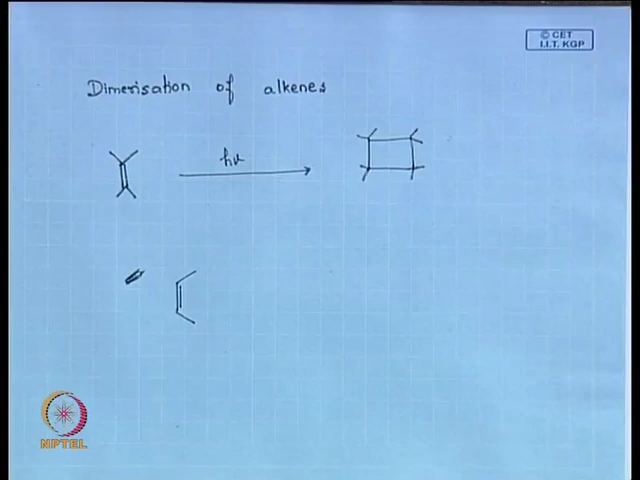 © CET
I.I.T. KGP
Dimerisation of alkenes
hν
NPTEL